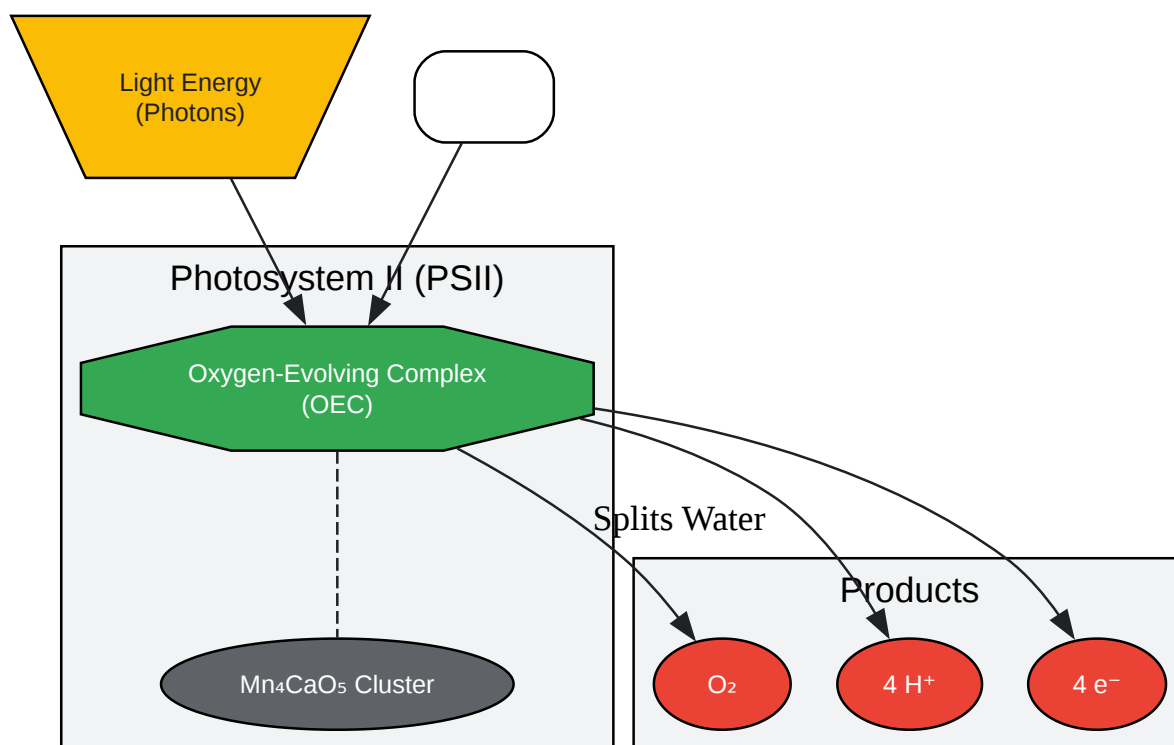 Light Energy
(Photons)
Photosystem II (PSII)
Oxygen-Evolving Complex
(OEC)
Splits Water
Products
Mn₄CaO₅ Cluster
O₂
4 H⁺
4 e⁻